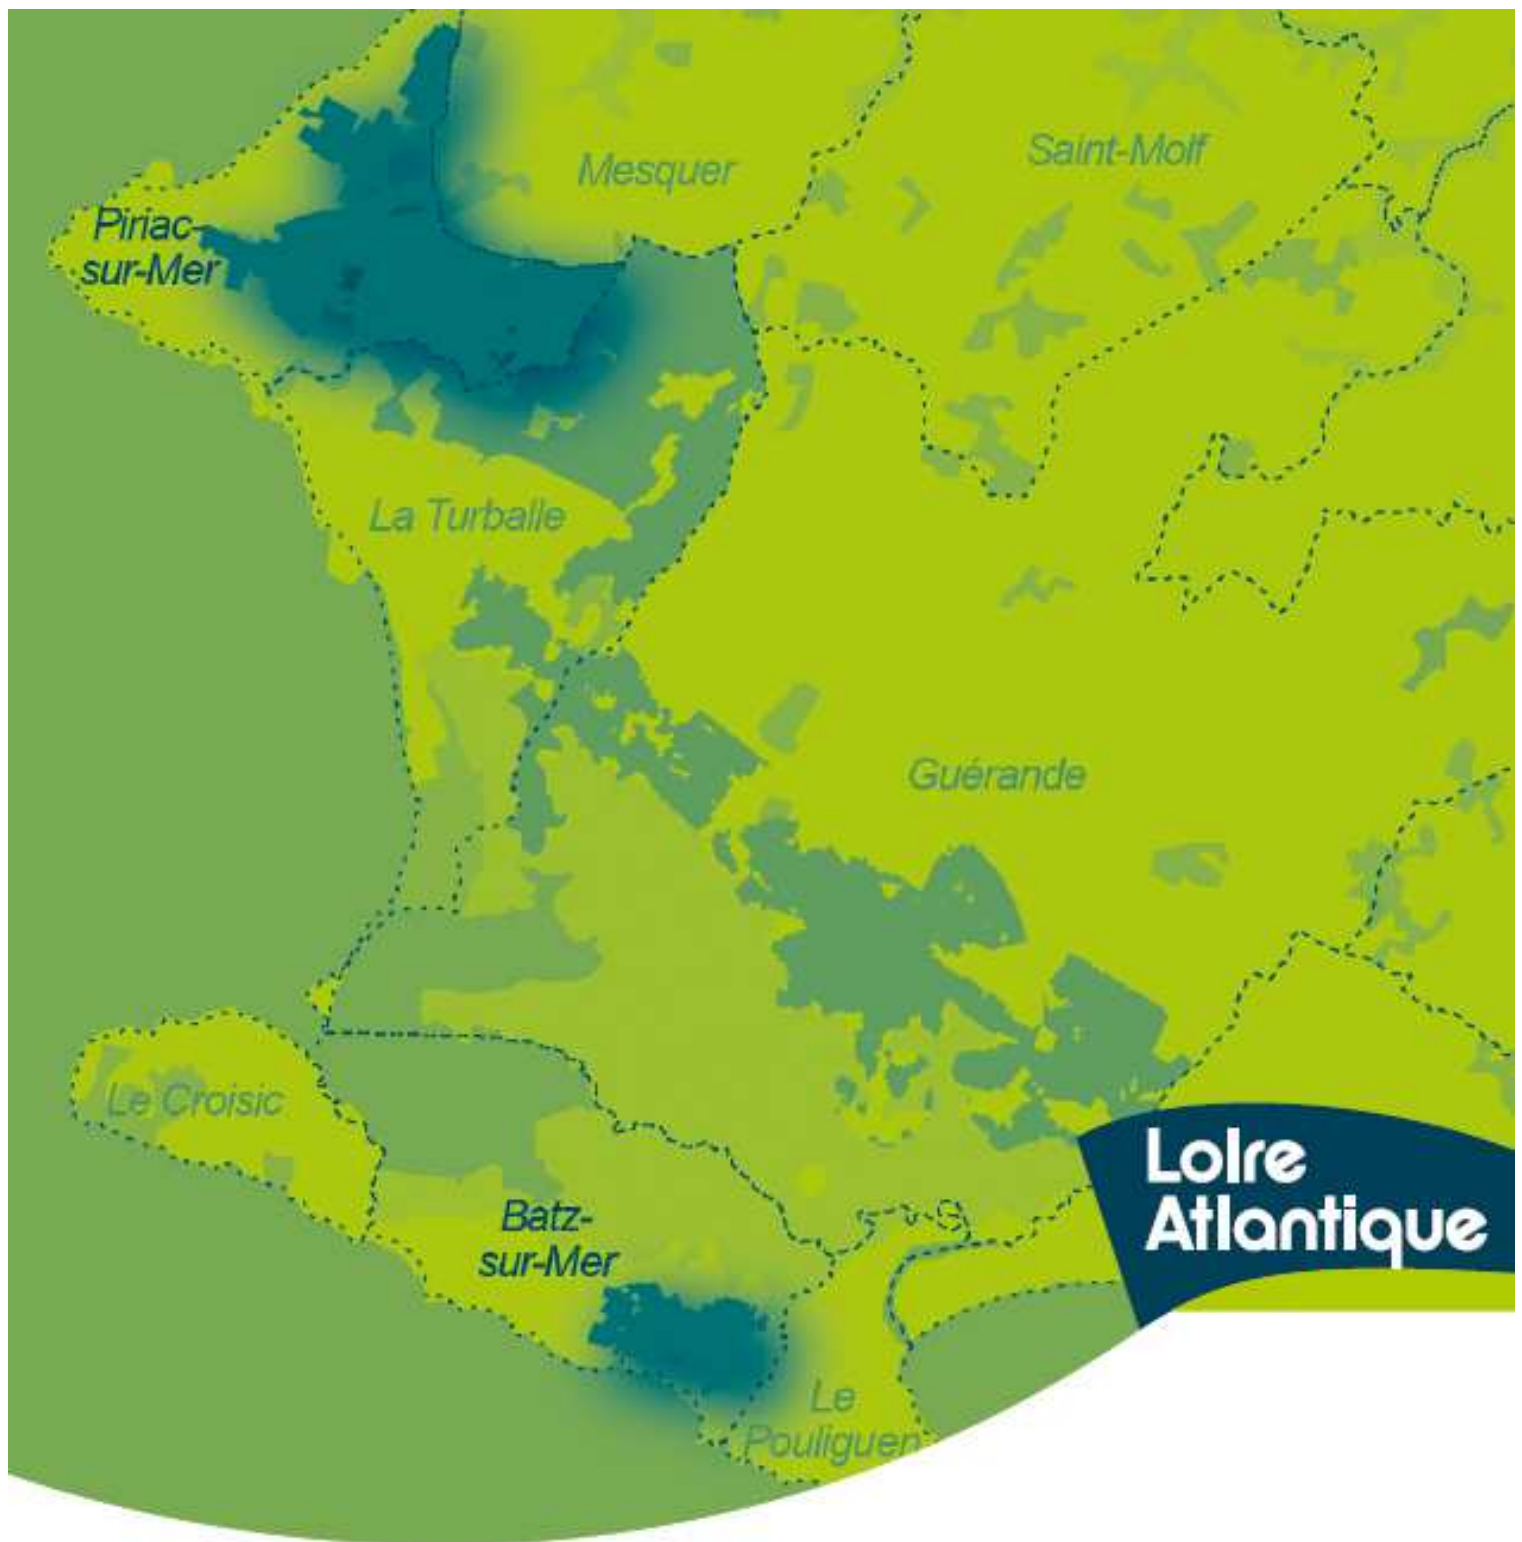 Saint-Molf
Mesquer
Piriac-
sur-Mer
La Turballe
Guérande
Le Croisic
Loire
Atlantique
Batz-
sur-Mer
Le
Pouliguen